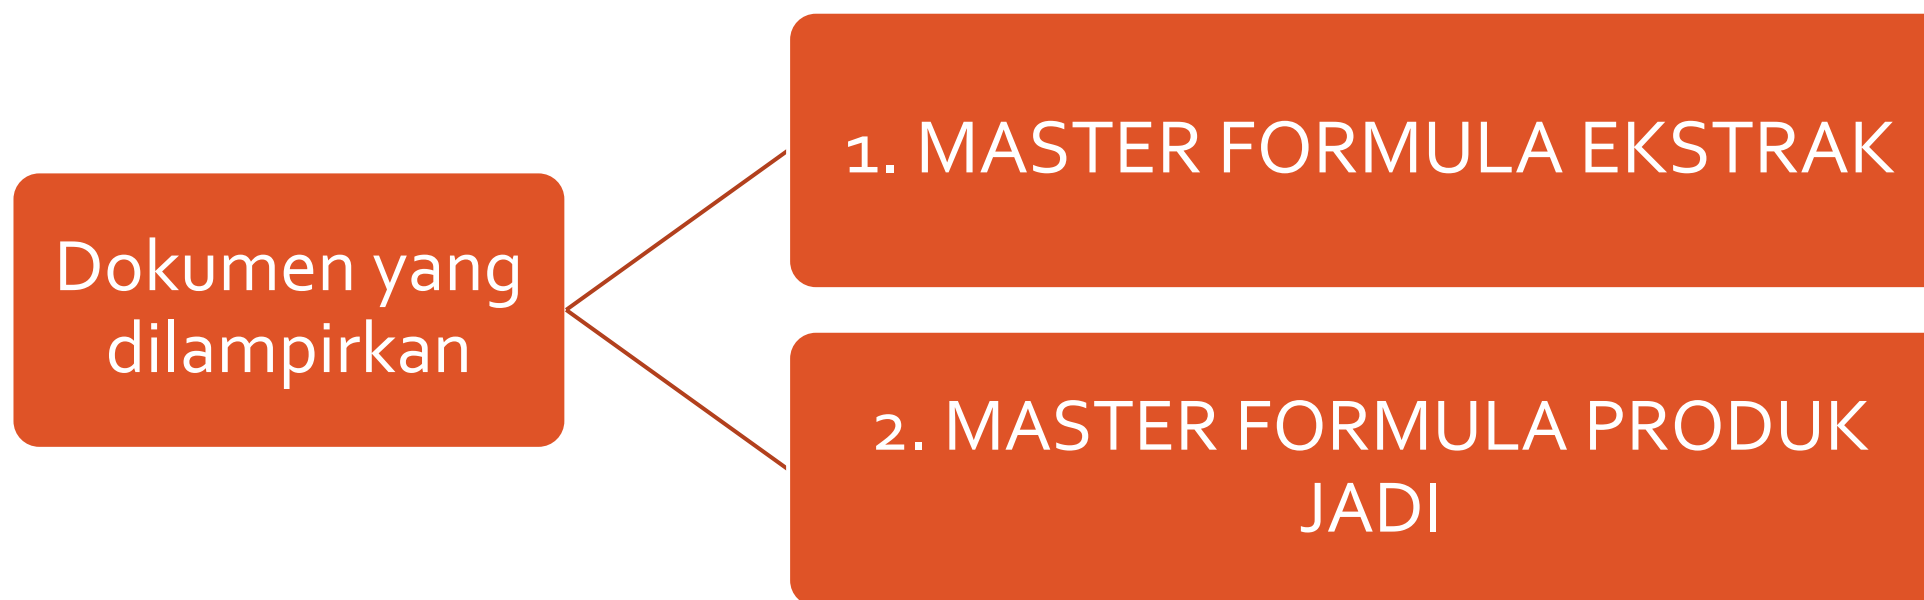 Dokumen yang
dilampirkan
1. MASTER FORMULA EKSTRAK
2. MASTER FORMULA PRODUK
JADI